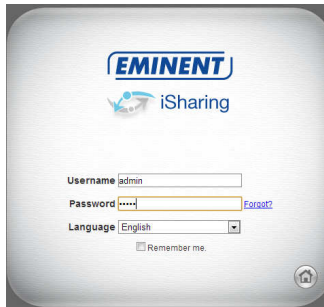 EMINENT
iSharing
Username admin
Password ••••• Forgot?
Language English
Remember me.